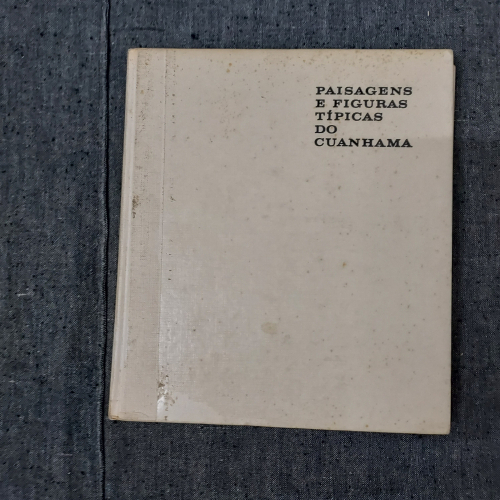 PAISAGENS
E FIGURAS
TÍPICAS
DO
CUANHAMA